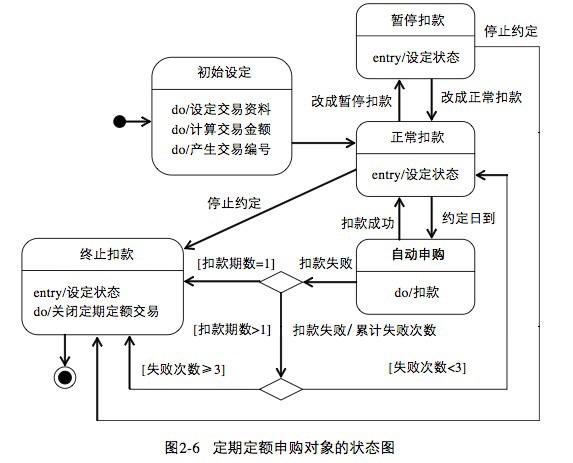 暂停扣款
停止约定
entry/设定状态
初始设定
do/设定交易资料
do/计算交易金额
do/产生交易编号
改成暂停扣款
改成正常扣款
正常扣款
entry/设定状态
停止约定
扣款成功
约定日到
终止扣款
entry/设定状态
do/关闭定期定额交易
[扣款期数=1]
扣款失败
自动申购
do/扣款
[扣款期数>1]
扣款失败/ 累计失败次数
[失败次数≥3]
[失败次数<3]
图2-6 定期定额申购对象的状态图